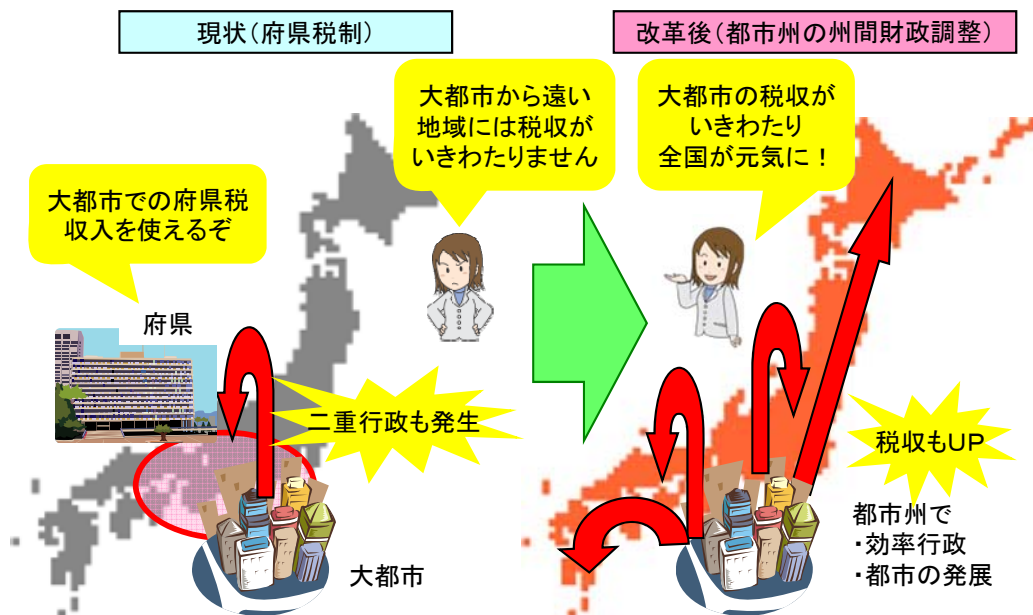 現状(府県税制)
大都市から遠い
地域には税収が
いきわたりません
大都市での府県税
収入を使えるぞ
府県
二重行政も発生
大都市
改革後(都市州の州間財政調整)
大都市の税収が
いきわたり
全国が元気に！
税収もUP
都市州で
・効率行政
・都市の発展